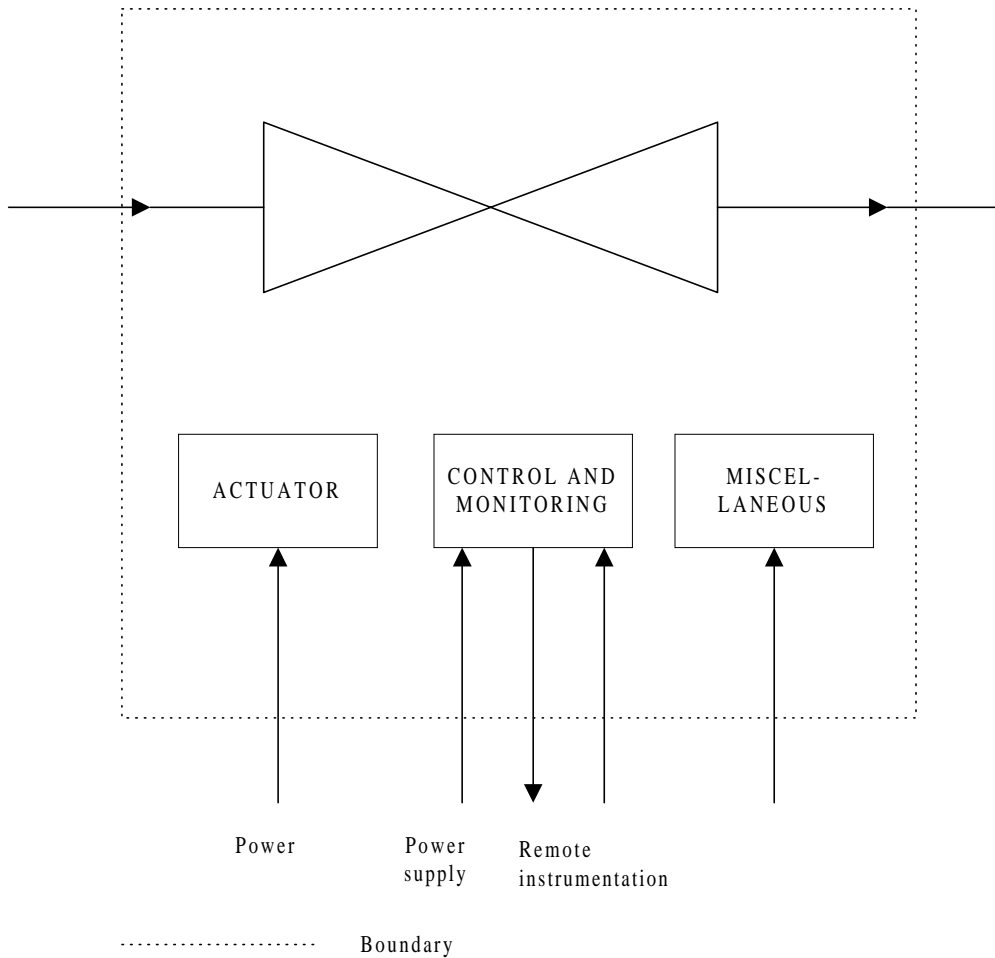 ACTUATOR
CONTROL AND
MONITORING
MISCEL-
LANEOUS
Power
Power
supply
Remote
instrumentation
Boundary